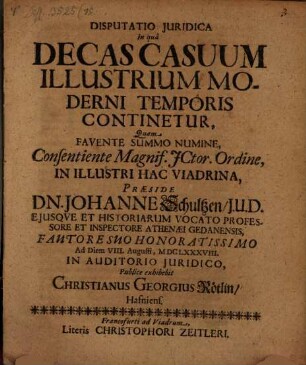 DISPUTATIO JURIDICA
In quâ
DECAS CASUUM
ILLUSTRIUM MO-
DERNI TEMPORIS
CONTINETUR,
Quam
FAVENTE SUMMO NUMINE,
Consentiente Magnif. JCtor. Ordine,
IN ILLUSTRI HAC VIADRINA,
PRÆSIDE
DN. JOHANNE Schultzen/ J.U.D.
EJUSQVE ET HISTORIARUM VOCATO PROFES-
SORE ET INSPECTORE ATHENÆI GEDANENSIS,
FAUTORE SUO HONORATISSIMO
Ad Diem VIII. Augusti, M DCLXXXVIII.
IN AUDITORIO JURIDICO,
Publicè exhibebit
CHRISTIANUS GEORGIUS Rötlin/
Hafniens.
Francofurti ad Viadrum,
Literis CHRISTOPHORI ZEITLERI.